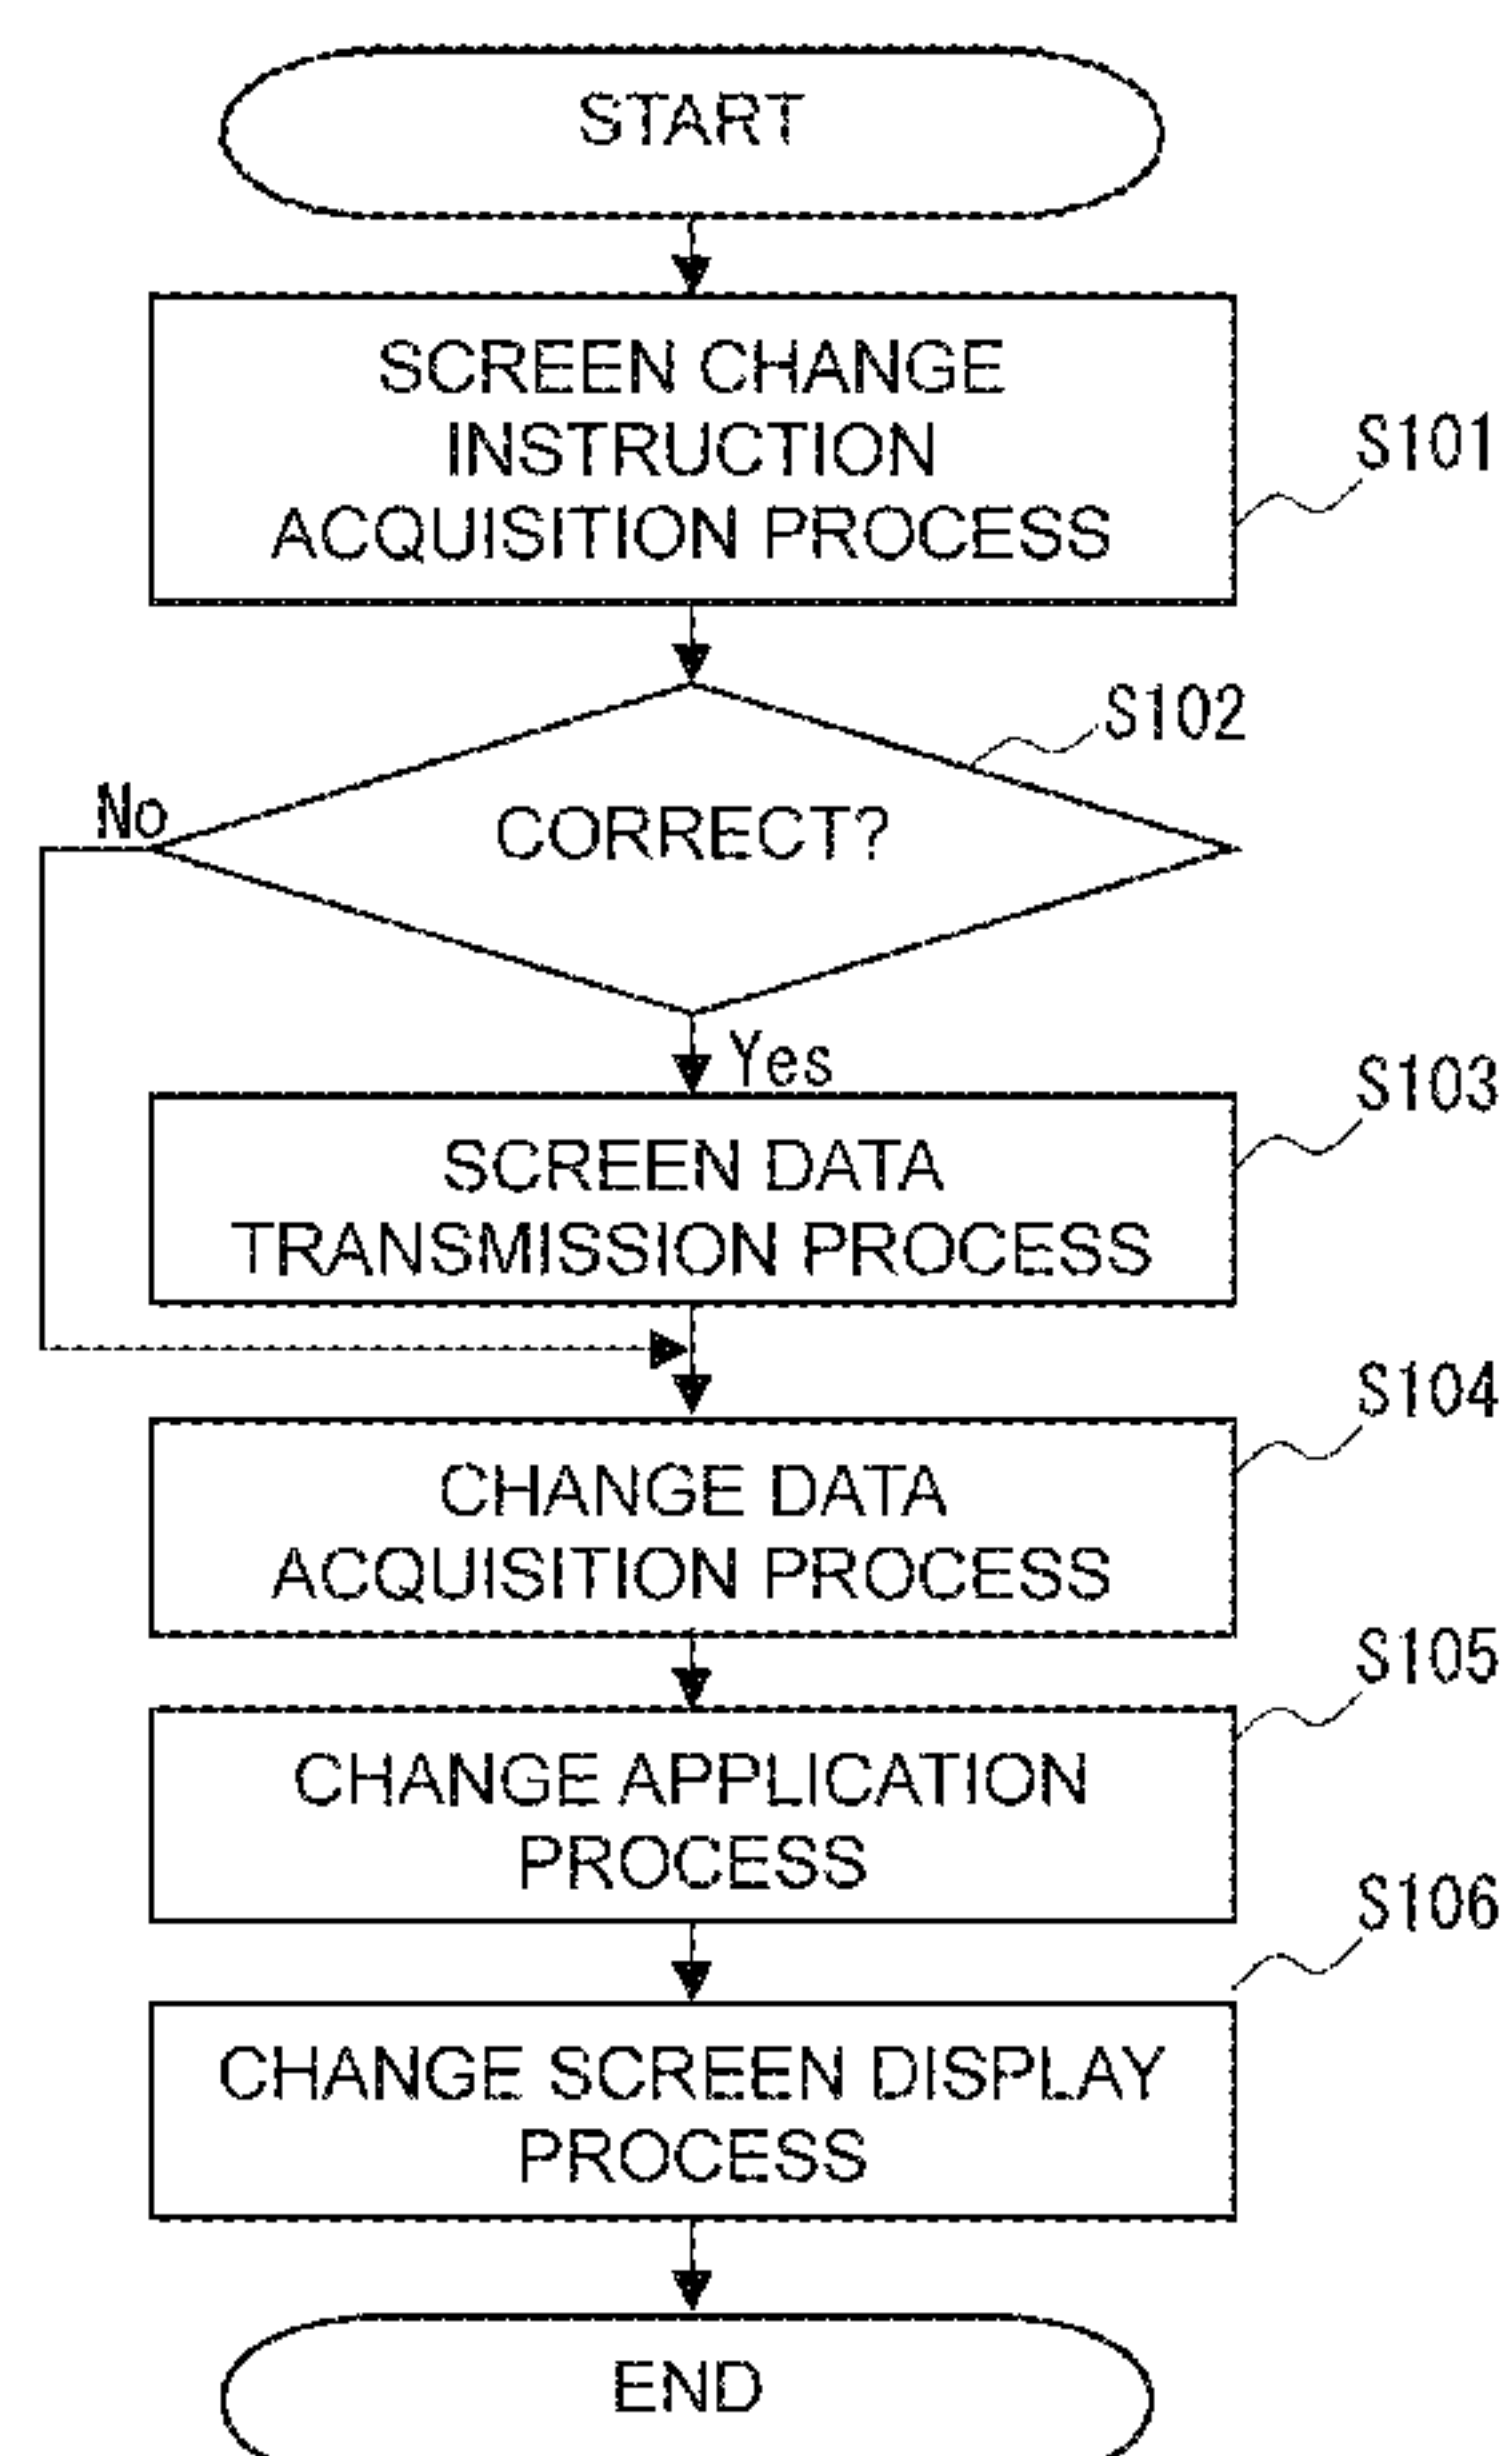 START
SCREEN CHANGE
INSTRUCTION
ACQUISITION PROCESS
S101
S102
No
CORRECT?
Yes
S103
SCREEN DATA
TRANSMISSION PROCESS
S104
CHANGE DATA
ACQUISITION PROCESS
S105
CHANGE APPLICATION
PROCESS
S106
CHANGE SCREEN DISPLAY
PROCESS
END